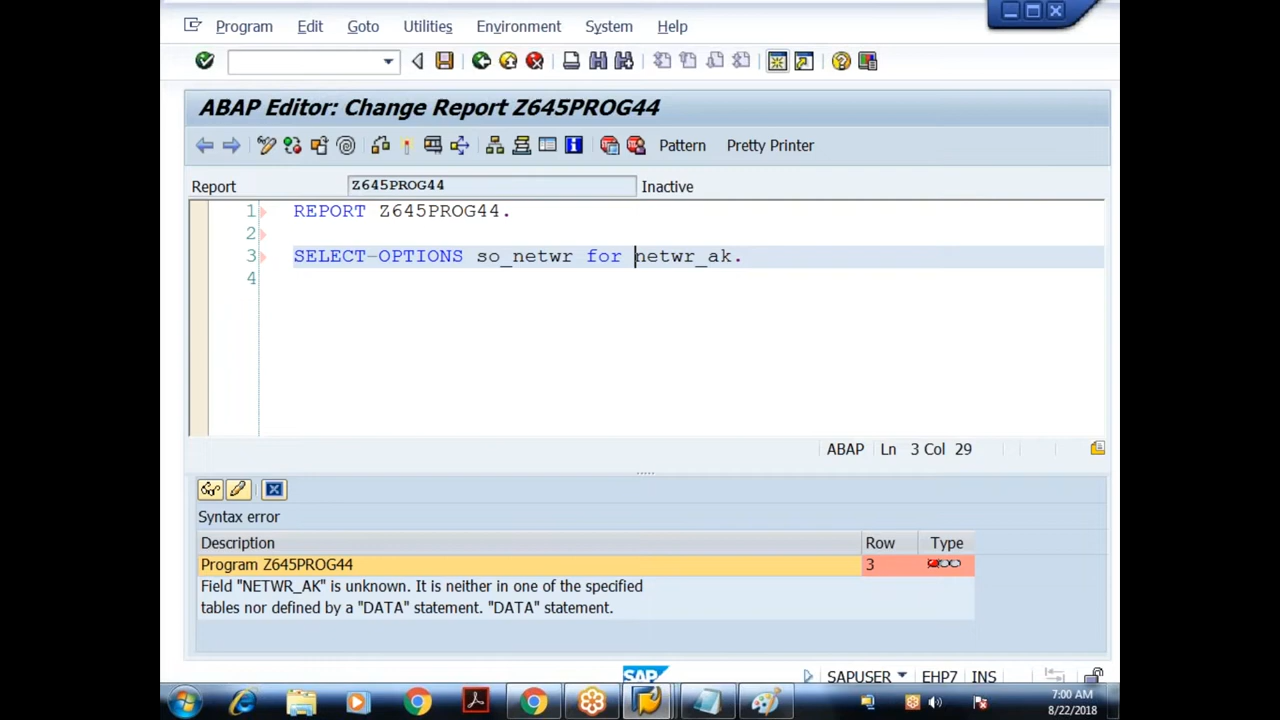 Program Edit Goto Utilities Environment System Help
ABAP Editor: Change Report Z645PROG44
Pattern Pretty Printer
Report Z645PROG44 Inactive
1 REPORT Z645PROG44.
2
3 SELECT-OPTIONS so_netwr for netwr_ak.
4
ABAP Ln 3 Col 29
Syntax error
Description Row Type
Program Z645PROG44 3
Field "NETWR_AK" is unknown. It is neither in one of the specified
tables nor defined by a "DATA" statement. "DATA" statement.
SAP SAPUSER EHP7 INS
7:00 AM
8/22/2018